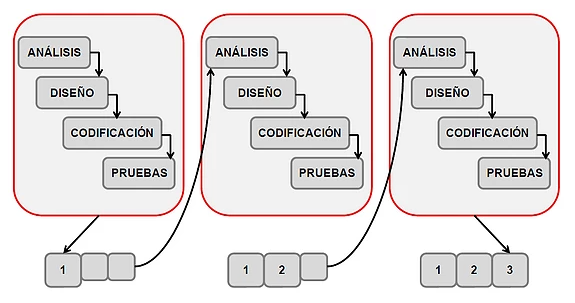 ANÁLISIS
DISEÑO
CODIFICACIÓN
PRUEBAS
1
ANÁLISIS
DISEÑO
CODIFICACIÓN
PRUEBAS
1 2
ANÁLISIS
DISEÑO
CODIFICACIÓN
PRUEBAS
1 2 3